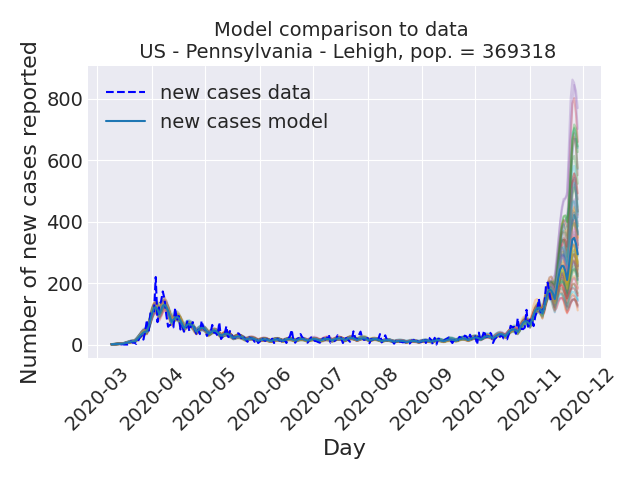 Model comparison to data
US - Pennsylvania - Lehigh, pop. = 369318
Number of new cases reported
800
600
400
200
0
new cases data
new cases model
2020-03
2020-04
2020-05
2020-06
2020-07
2020-08
2020-09
2020-10
2020-11
2020-12
Day